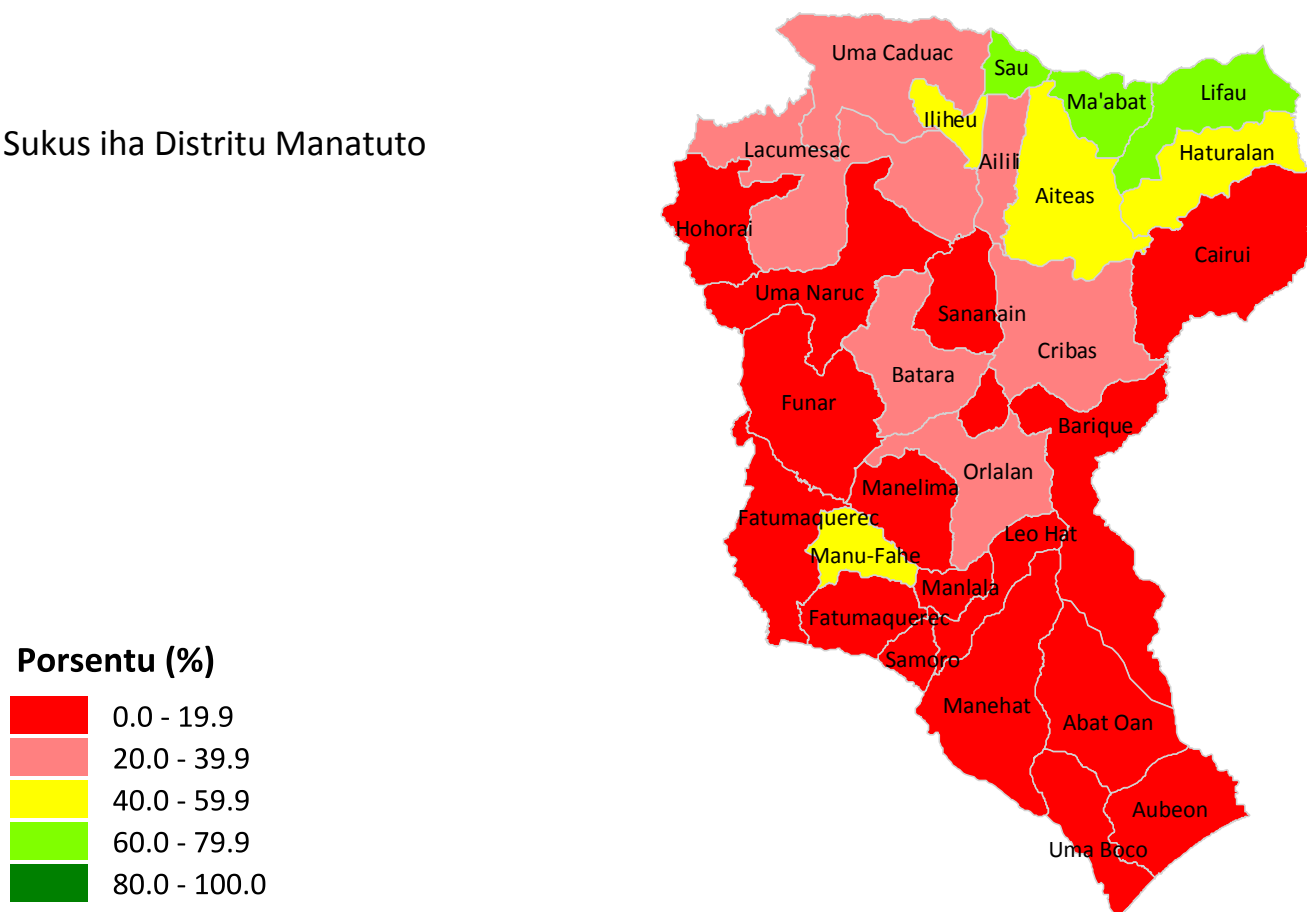 Sukus iha Distritu Manatuto
Uma Caduac
Sau
Ma'abat
Lifau
Iliheu
Lacumesac
Ailili
Haturalan
Aiteas
Hohorai
Cairui
Uma Naruc
Sananain
Cribas
Batara
Funar
Barique
Orlalan
Manelima
Fatumaquerec
Leo Hat
Manu-Fahe
Manlala
Fatumaquerec
Samoro
Manehat
Abat Oan
Aubeon
Uma Boco
Porsentu (%)
0.0 - 19.9
20.0 - 39.9
40.0 - 59.9
60.0 - 79.9
80.0 - 100.0